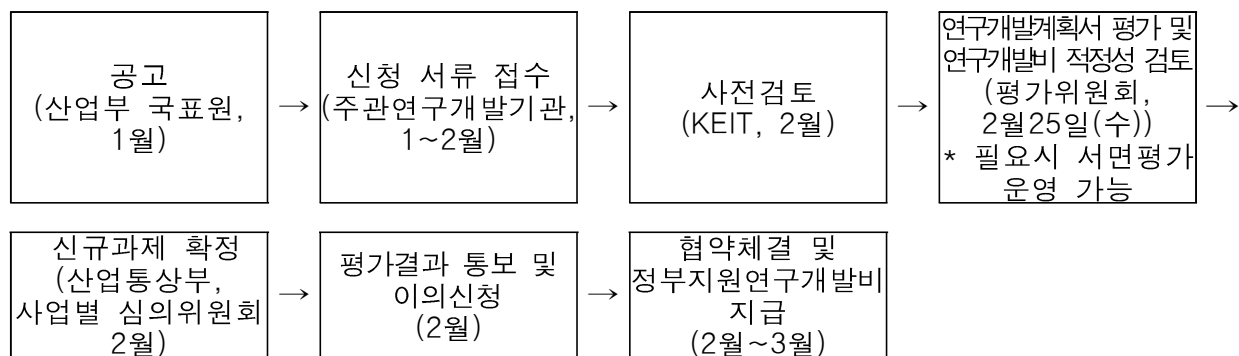 공고
(산업부 국표원,
1월)
→
신청 서류 접수
(주관연구개발기관,
1~2월)
→
사전검토
(KEIT, 2월)
→
연구개발계획서 평가 및
연구개발비 적정성 검토
(평가위원회,
2월25일(수))
* 필요시 서면평가
운영 가능
→
신규과제 확정
(산업통상부,
사업별 심의위원회
2월)
→
평가결과 통보 및
이의신청
(2월)
→
협약체결 및
정부지원연구개발비
지급
(2월~3월)